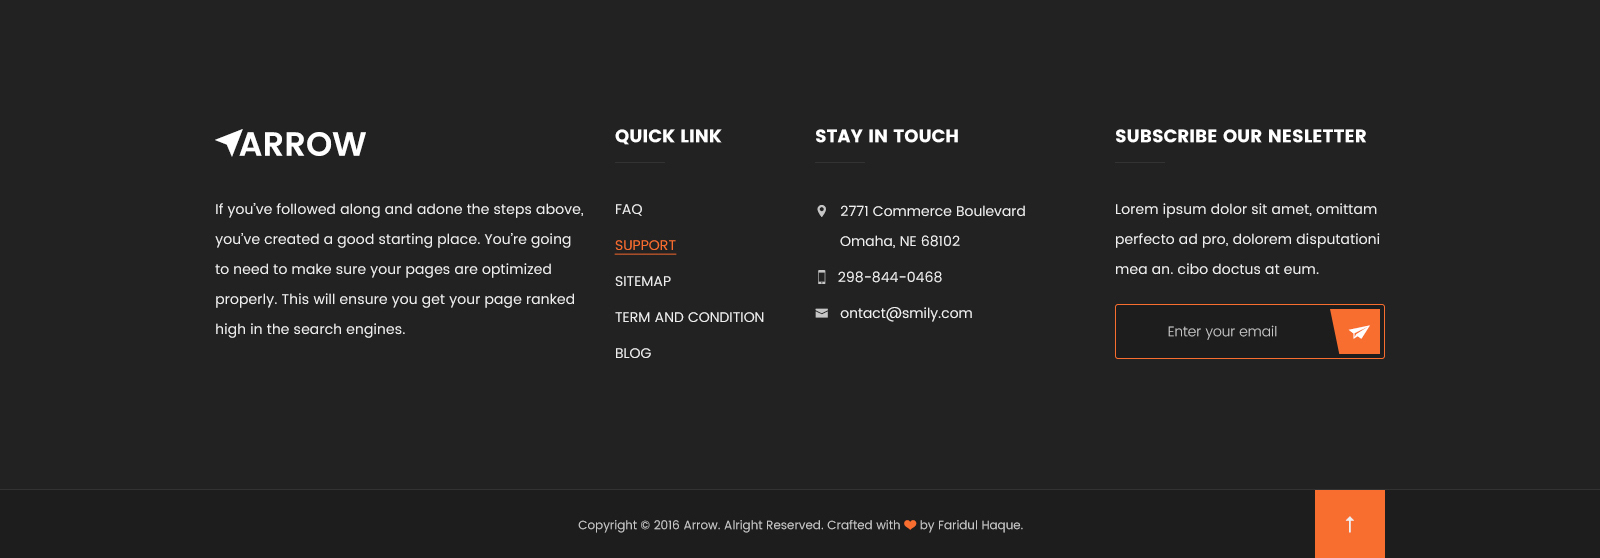 ARROW
If you've followed along and adone the steps above,
you've created a good starting place. You're going
to need to make sure your pages are optimized
properly. This will ensure you get your page ranked
high in the search engines.
QUICK LINK
FAQ
SUPPORT
SITEMAP
TERM AND CONDITION
BLOG
STAY IN TOUCH
2771 Commerce Boulevard
Omaha, NE 68102
298-844-0468
ontact@smily.com
SUBSCRIBE OUR NESLETTER
Lorem ipsum dolor sit amet, omittam
perfecto ad pro, dolorem disputationi
mea an. cibo doctus at eum.
Enter your email
Copyright © 2016 Arrow. Alright Reserved. Crafted with ❤ by Faridul Haque.